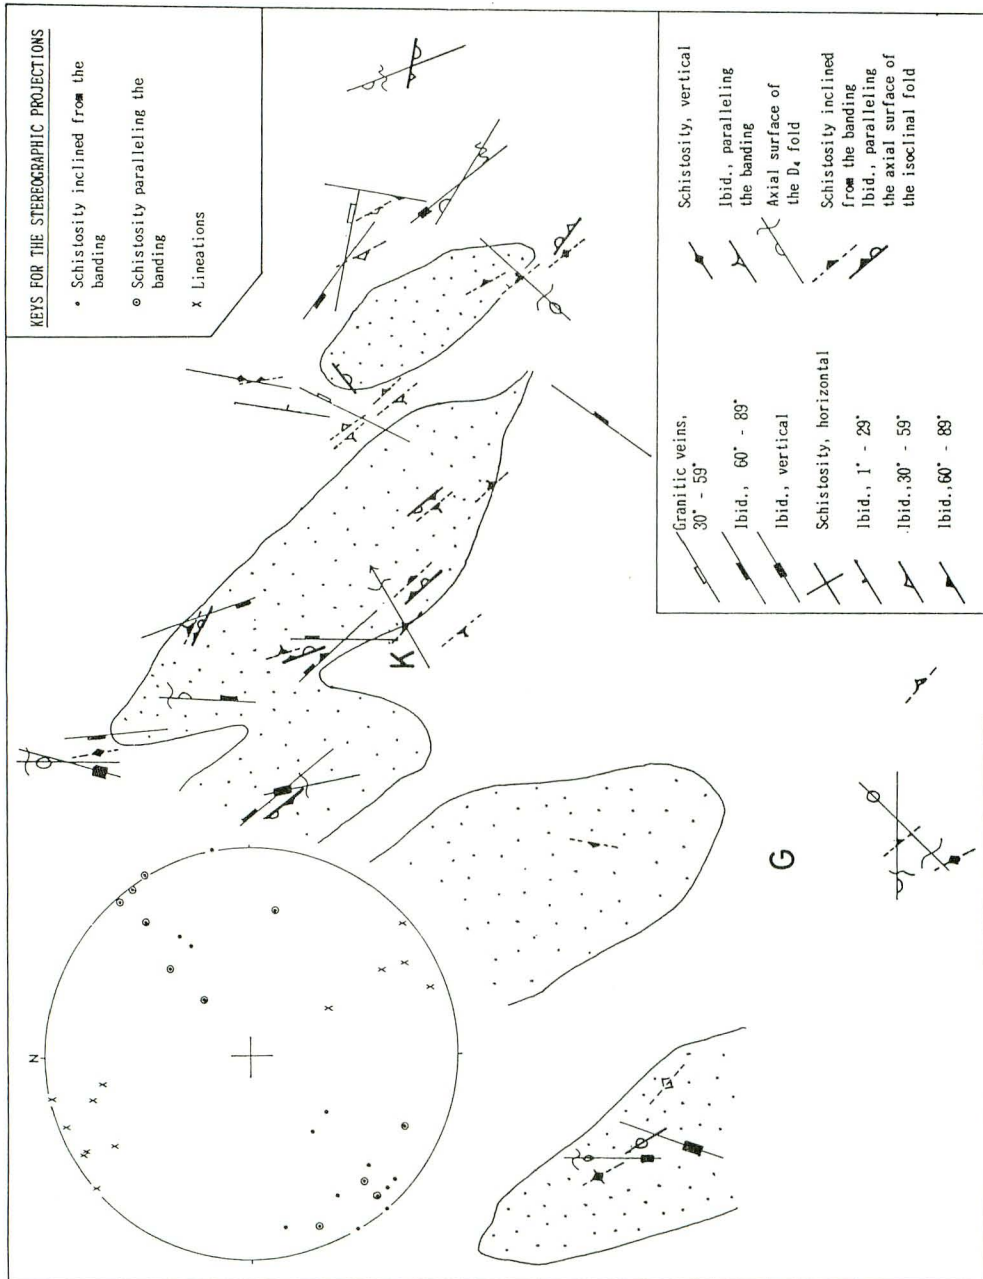 KEYS FOR THE STEREOGRAPHIC PROJECTIONS
• Schistosity inclined from the
banding
⊙ Schistosity paralleling the
banding
x Lineations
N
K
G
Granitic veins,
30° - 59°
Ibid., 60° - 89°
Ibid., vertical
Schistosity, horizontal
Ibid., 1° - 29°
Ibid., 30° - 59°
Ibid., 60° - 89°
Schistosity, vertical
Ibid., paralleling
the banding
Axial surface of
the D₄ fold
Schistosity inclined
from the banding
Ibid., paralleling
the axial surface of
the isoclinal fold